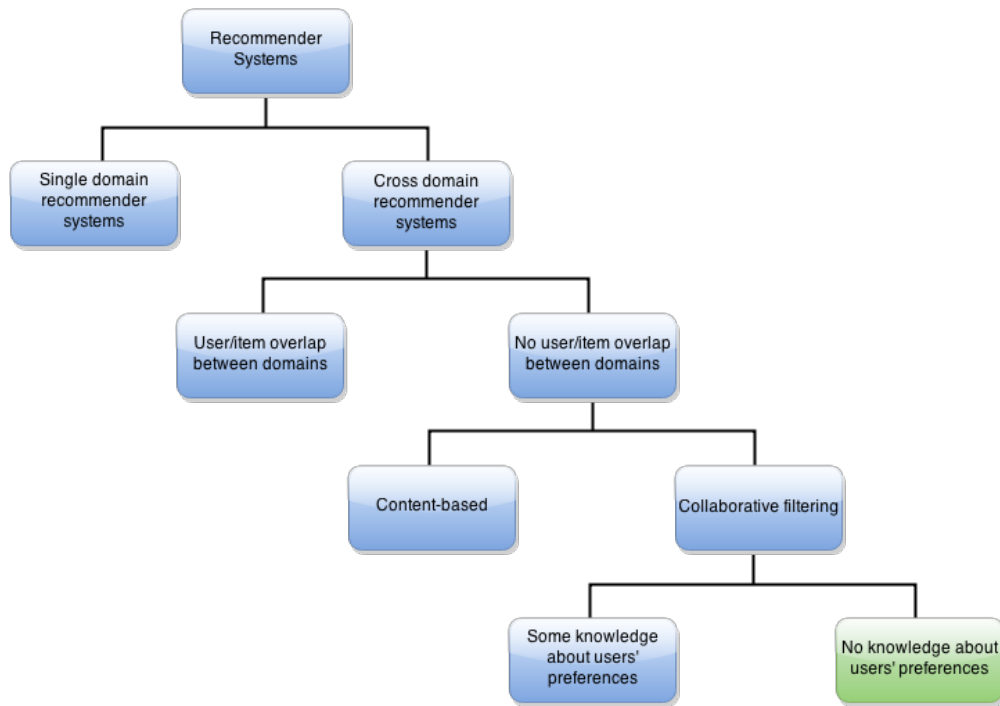 Recommender
Systems
Single domain
recommender
systems
Cross domain
recommender
systems
User/item overlap
between domains
No user/item overlap
between domains
Content-based
Collaborative filtering
Some knowledge
about users'
preferences
No knowledge about
users' preferences